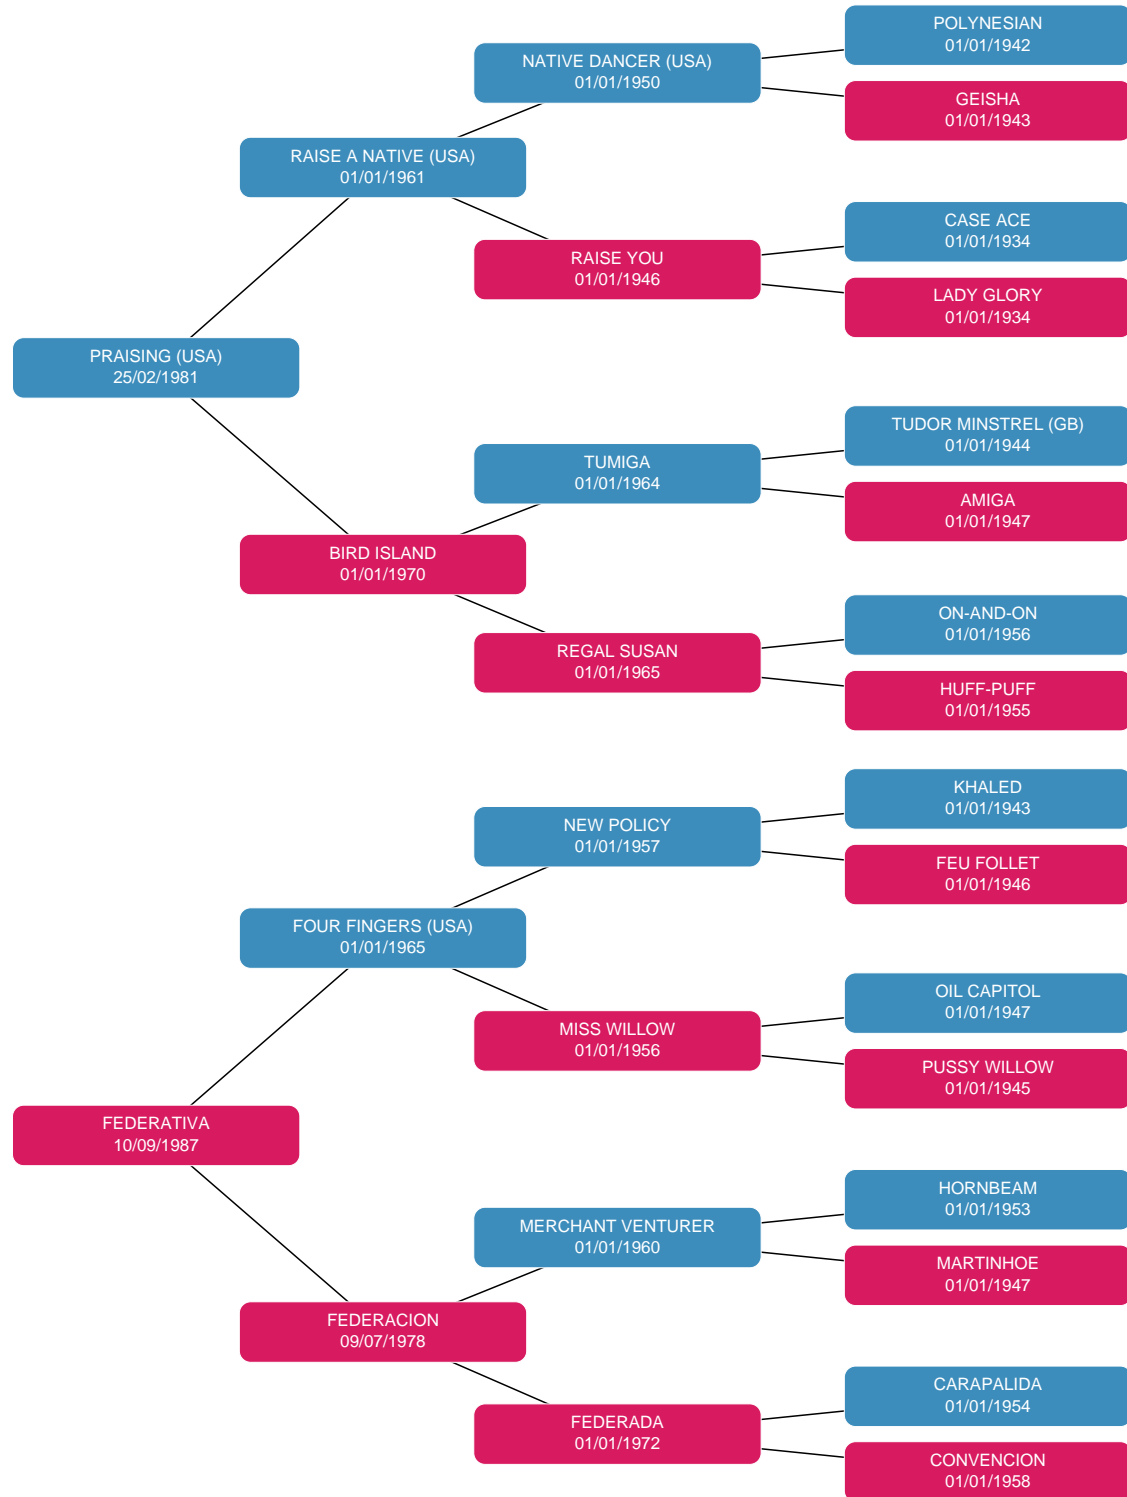 POLYNESIAN
01/01/1942
NATIVE DANCER (USA)
01/01/1950
GEISHA
01/01/1943
RAISE A NATIVE (USA)
01/01/1961
CASE ACE
01/01/1934
RAISE YOU
01/01/1946
LADY GLORY
01/01/1934
PRAISING (USA)
25/02/1981
TUDOR MINSTREL (GB)
01/01/1944
TUMIGA
01/01/1964
AMIGA
01/01/1947
BIRD ISLAND
01/01/1970
ON-AND-ON
01/01/1956
REGAL SUSAN
01/01/1965
HUFF-PUFF
01/01/1955
KHALED
01/01/1943
NEW POLICY
01/01/1957
FEU FOLLET
01/01/1946
FOUR FINGERS (USA)
01/01/1965
OIL CAPITOL
01/01/1947
MISS WILLOW
01/01/1956
PUSSY WILLOW
01/01/1945
FEDERATIVA
10/09/1987
HORNBEAM
01/01/1953
MERCHANT VENTURER
01/01/1960
MARTINHOE
01/01/1947
FEDERACION
09/07/1978
CARAPALIDA
01/01/1954
FEDERADA
01/01/1972
CONVENCION
01/01/1958